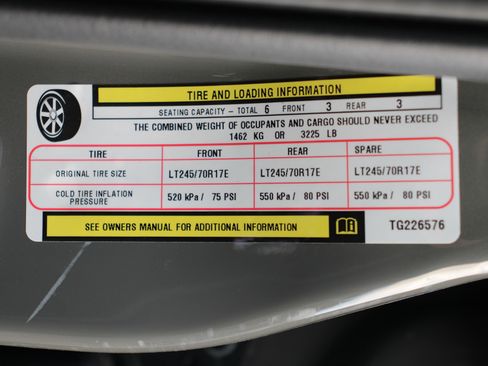 TIRE AND LOADING INFORMATION
SEATING CAPACITY - TOTAL 6 FRONT 3 REAR 3
THE COMBINED WEIGHT OF OCCUPANTS AND CARGO SHOULD NEVER EXCEED
1462 KG OR 3225 LB
TIRE FRONT REAR SPARE
ORIGINAL TIRE SIZE LT245/70R17E LT245/70R17E LT245/70R17E
COLD TIRE INFLATION PRESSURE 520 kPa / 75 PSI 550 kPa / 80 PSI 550 kPa / 80 PSI
SEE OWNERS MANUAL FOR ADDITIONAL INFORMATION TG226576